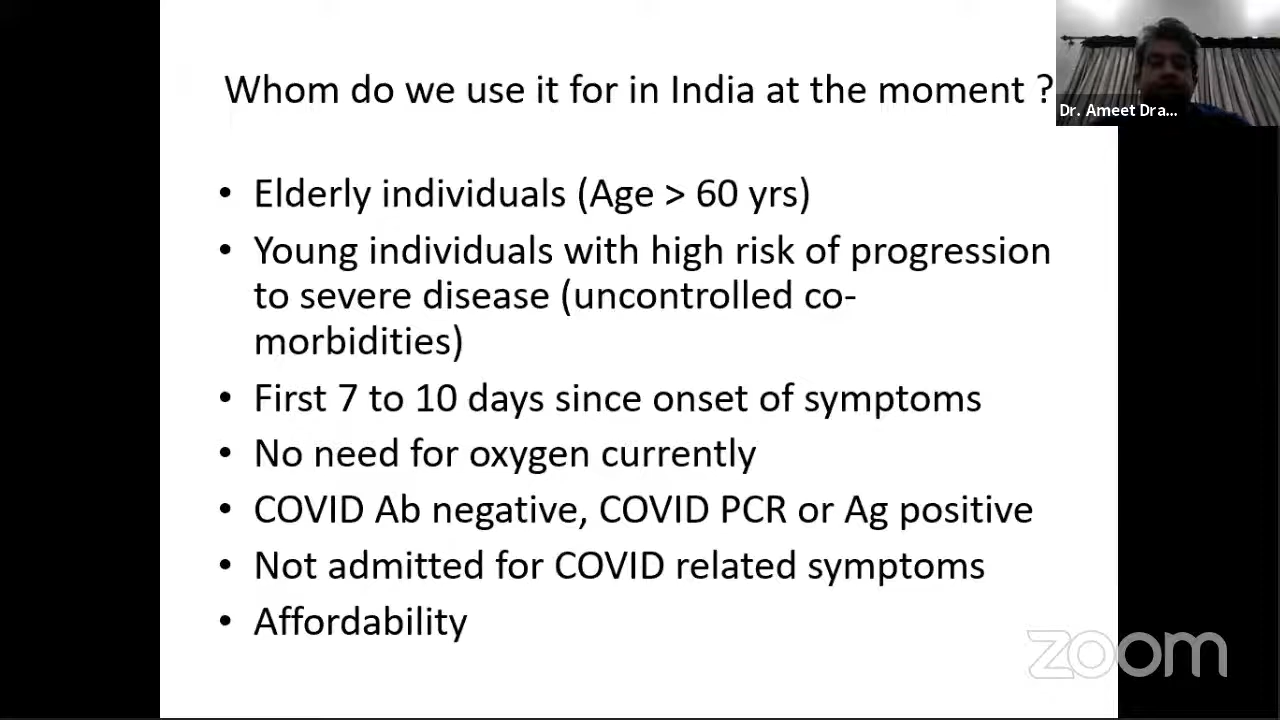 Whom do we use it for in India at the moment ?
Dr. Ameet Dra...
• Elderly individuals (Age > 60 yrs)
• Young individuals with high risk of progression
to severe disease (uncontrolled co-
morbidities)
• First 7 to 10 days since onset of symptoms
• No need for oxygen currently
• COVID Ab negative, COVID PCR or Ag positive
• Not admitted for COVID related symptoms
• Affordability
zoom